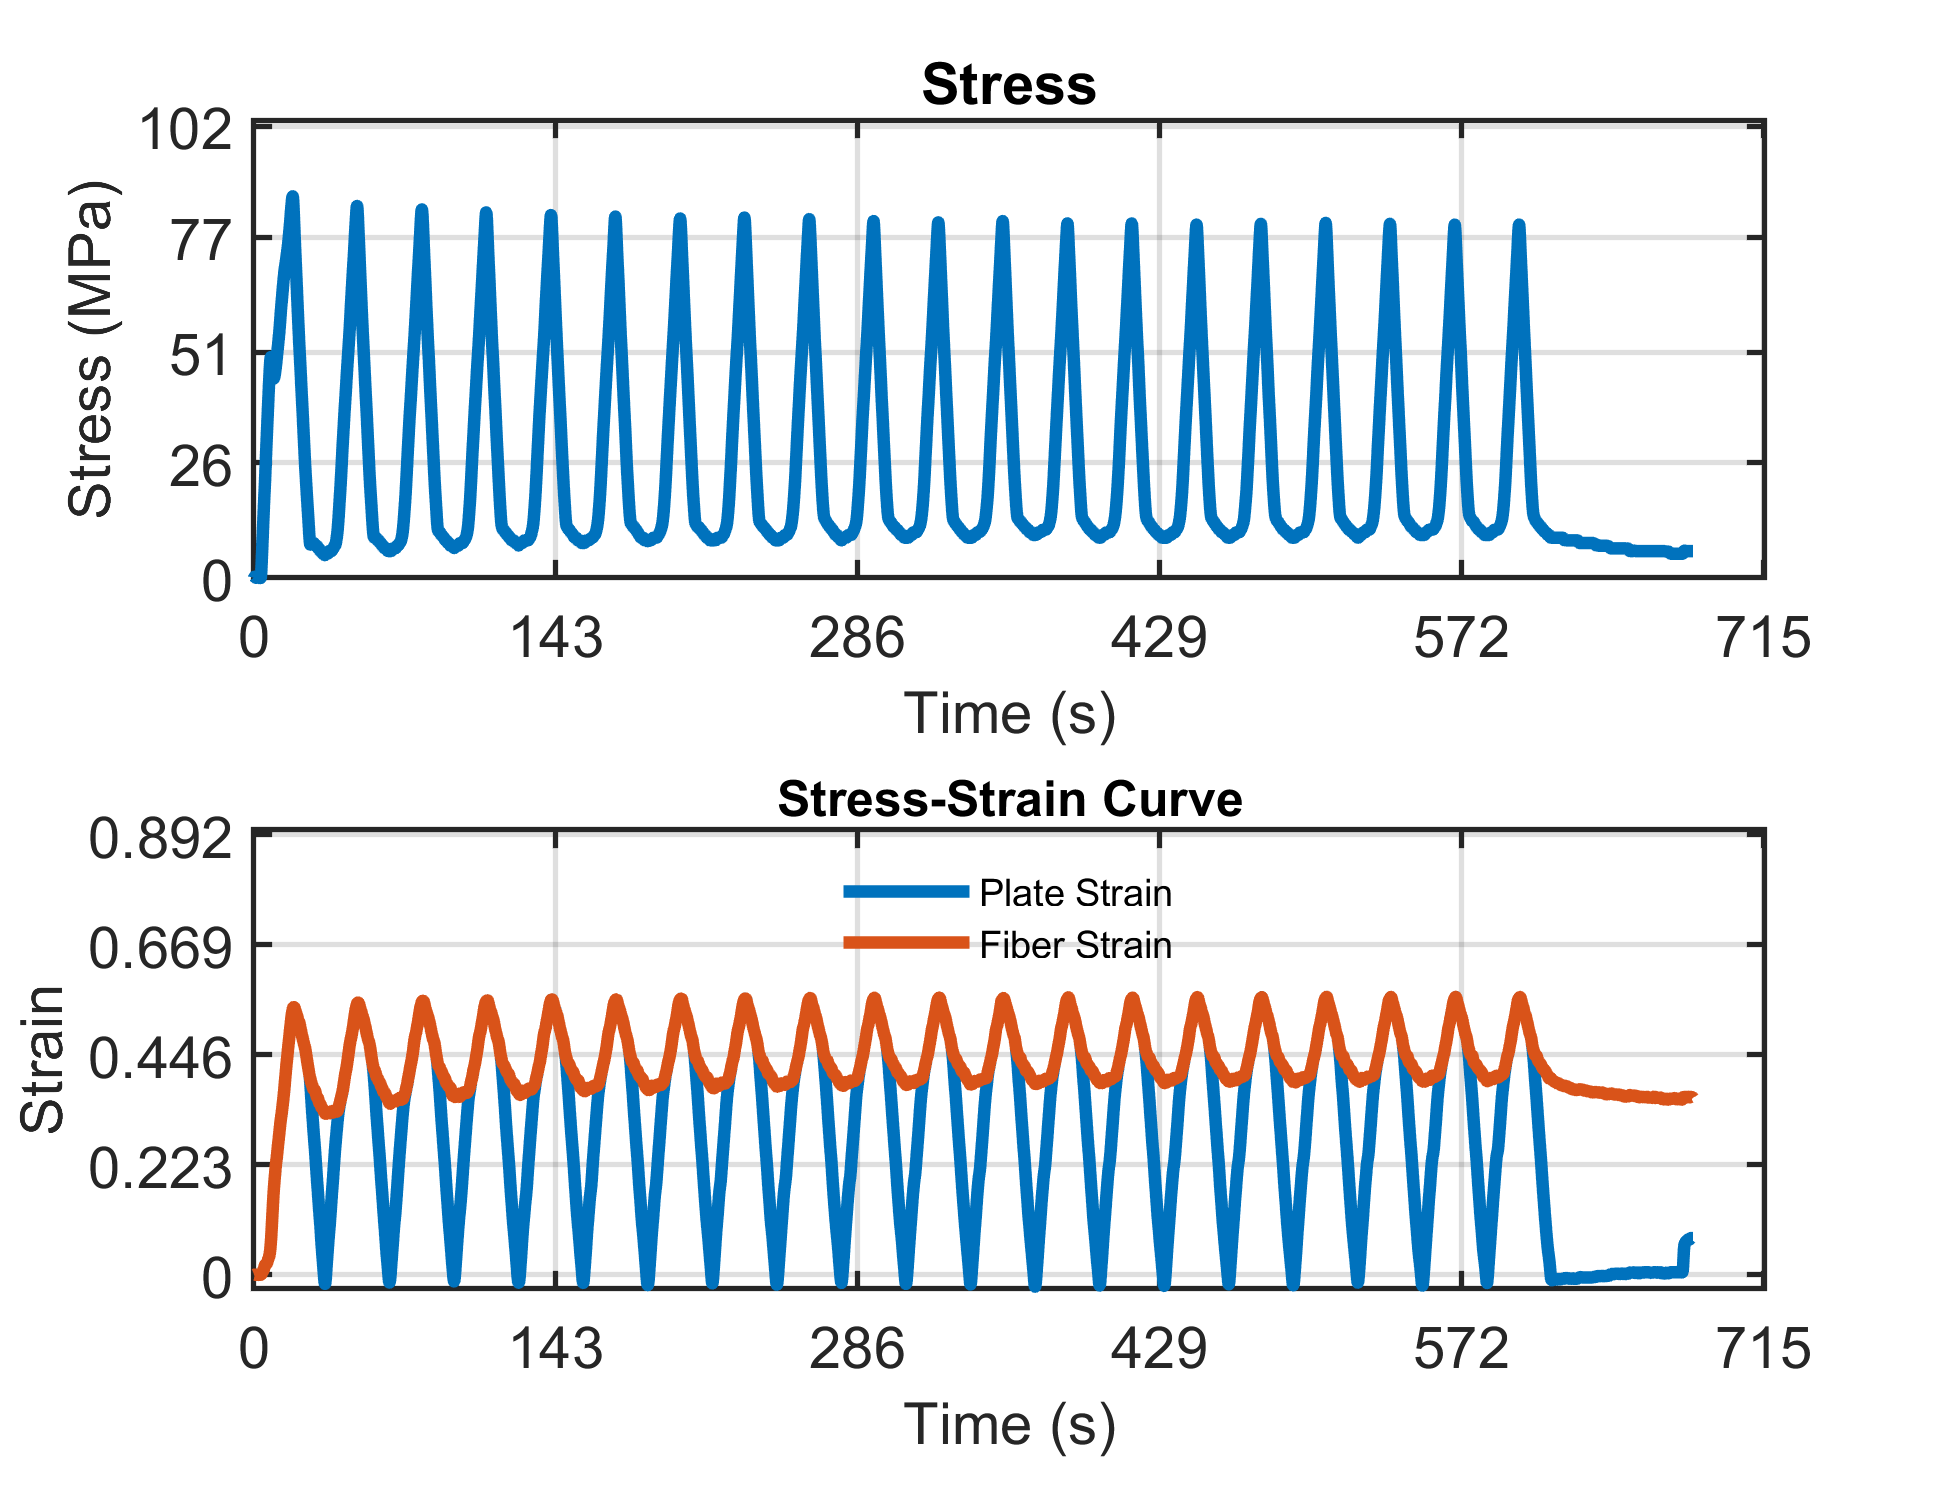 Stress
102
77
51
26
0
Stress (MPa)
0 143 286 429 572 715
Time (s)
Stress-Strain Curve
0.892
0.669
0.446
0.223
0
Strain
Plate Strain
Fiber Strain
0 143 286 429 572 715
Time (s)